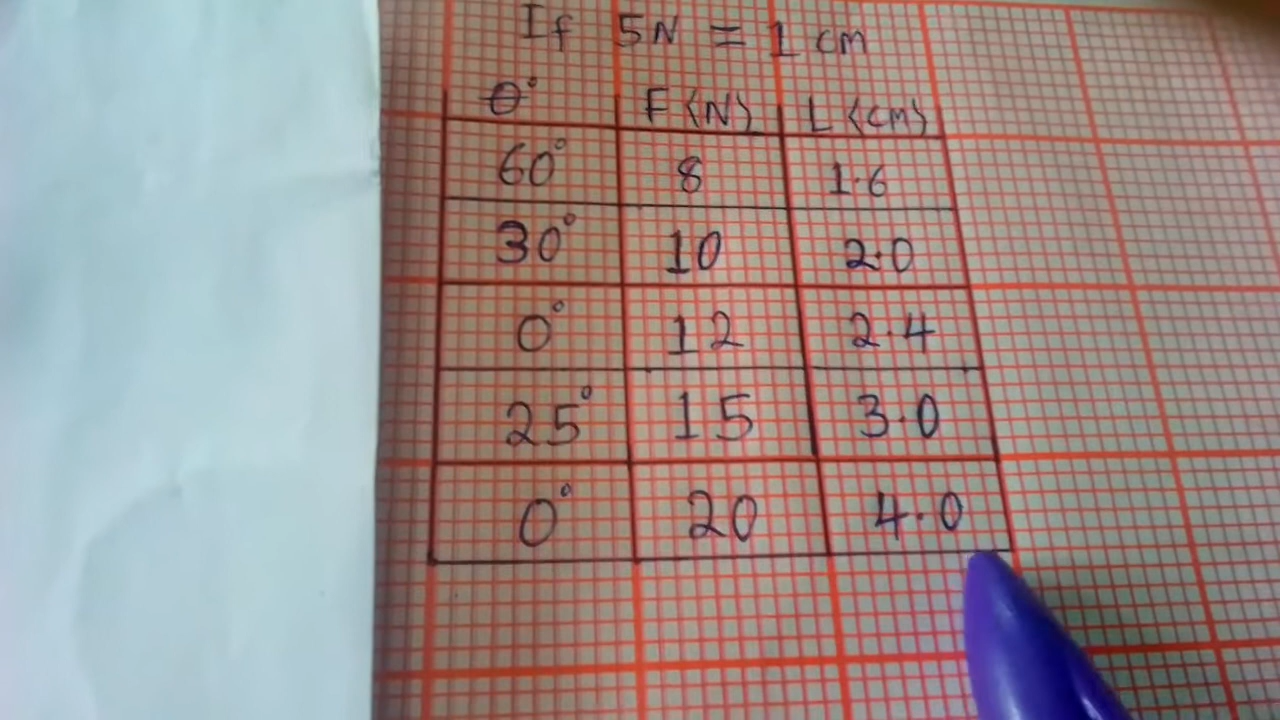 If 5N = 1 cm
θ° F (N) L (cm)
60° 8 1.6
30° 10 2.0
0° 12 2.4
25° 15 3.0
0° 20 4.0